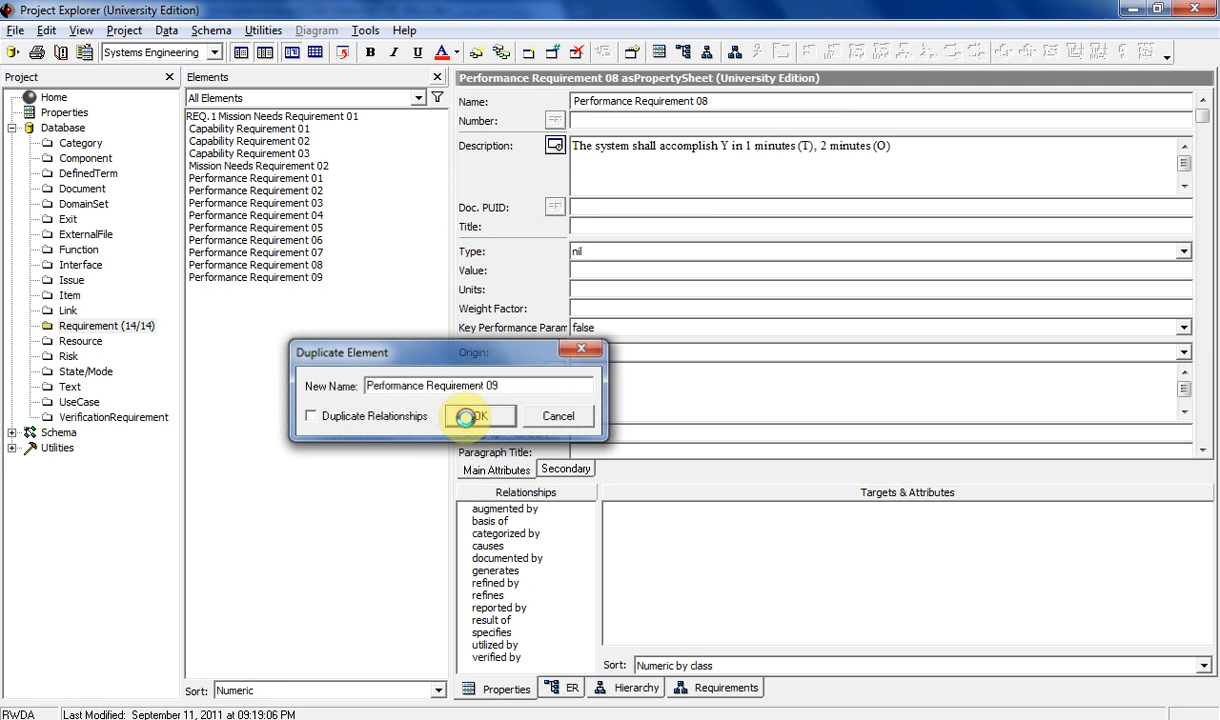 Project Explorer (University Edition)
File Edit View Project Data Schema Utilities Diagram Tools Help
Systems Engineering B I U A
Project
Home
Properties
Database
Category
Component
DefinedTerm
Document
DomainSet
Exit
ExternalFile
Function
Interface
Issue
Item
Link
Requirement (14/14)
Resource
Risk
State/Mode
Text
UseCase
VerificationRequirement
Schema
Utilities
Elements
All Elements
REQ.1 Mission Needs Requirement 01
Capability Requirement 01
Capability Requirement 02
Capability Requirement 03
Mission Needs Requirement 02
Performance Requirement 01
Performance Requirement 02
Performance Requirement 03
Performance Requirement 04
Performance Requirement 05
Performance Requirement 06
Performance Requirement 07
Performance Requirement 08
Performance Requirement 09
Sort: Numeric
Performance Requirement 08 asPropertySheet (University Edition)
Name: Performance Requirement 08
Number:
Description: The system shall accomplish Y in 1 minutes (T), 2 minutes (O)
Doc. PUID:
Title:
Type: nil
Value:
Units:
Weight Factor:
Key Performance Param false
Origin:
Paragraph Title:
Main Attributes Secondary
Duplicate Element
New Name: Performance Requirement 09
Duplicate Relationships OK Cancel
Relationships
augmented by
basis of
categorized by
causes
documented by
generates
refined by
refines
reported by
result of
specifies
utilized by
verified by
Targets & Attributes
Sort: Numeric by class
Properties ER Hierarchy Requirements
RWDA Last Modified: September 11, 2011 at 09:19:06 PM